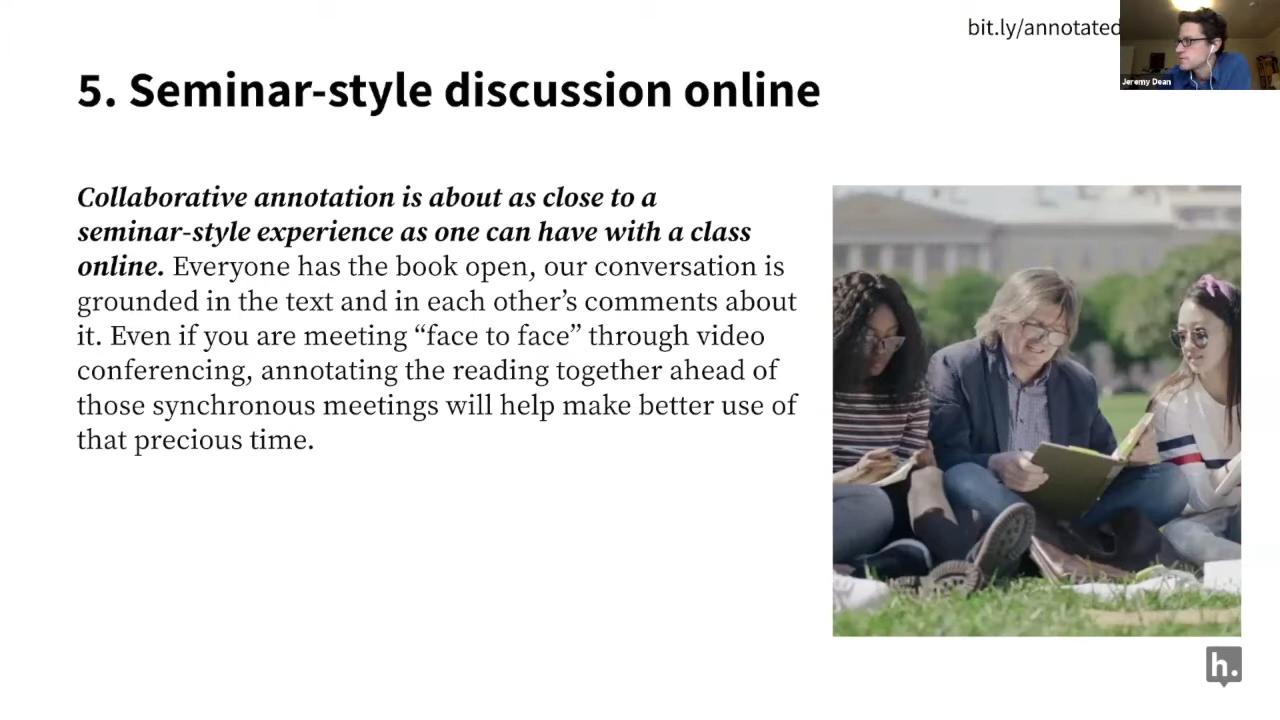 bit.ly/annotated
Jeremy Dean
5. Seminar-style discussion online
Collaborative annotation is about as close to a
seminar-style experience as one can have with a class
online. Everyone has the book open, our conversation is
grounded in the text and in each other’s comments about
it. Even if you are meeting “face to face” through video
conferencing, annotating the reading together ahead of
those synchronous meetings will help make better use of
that precious time.
h.